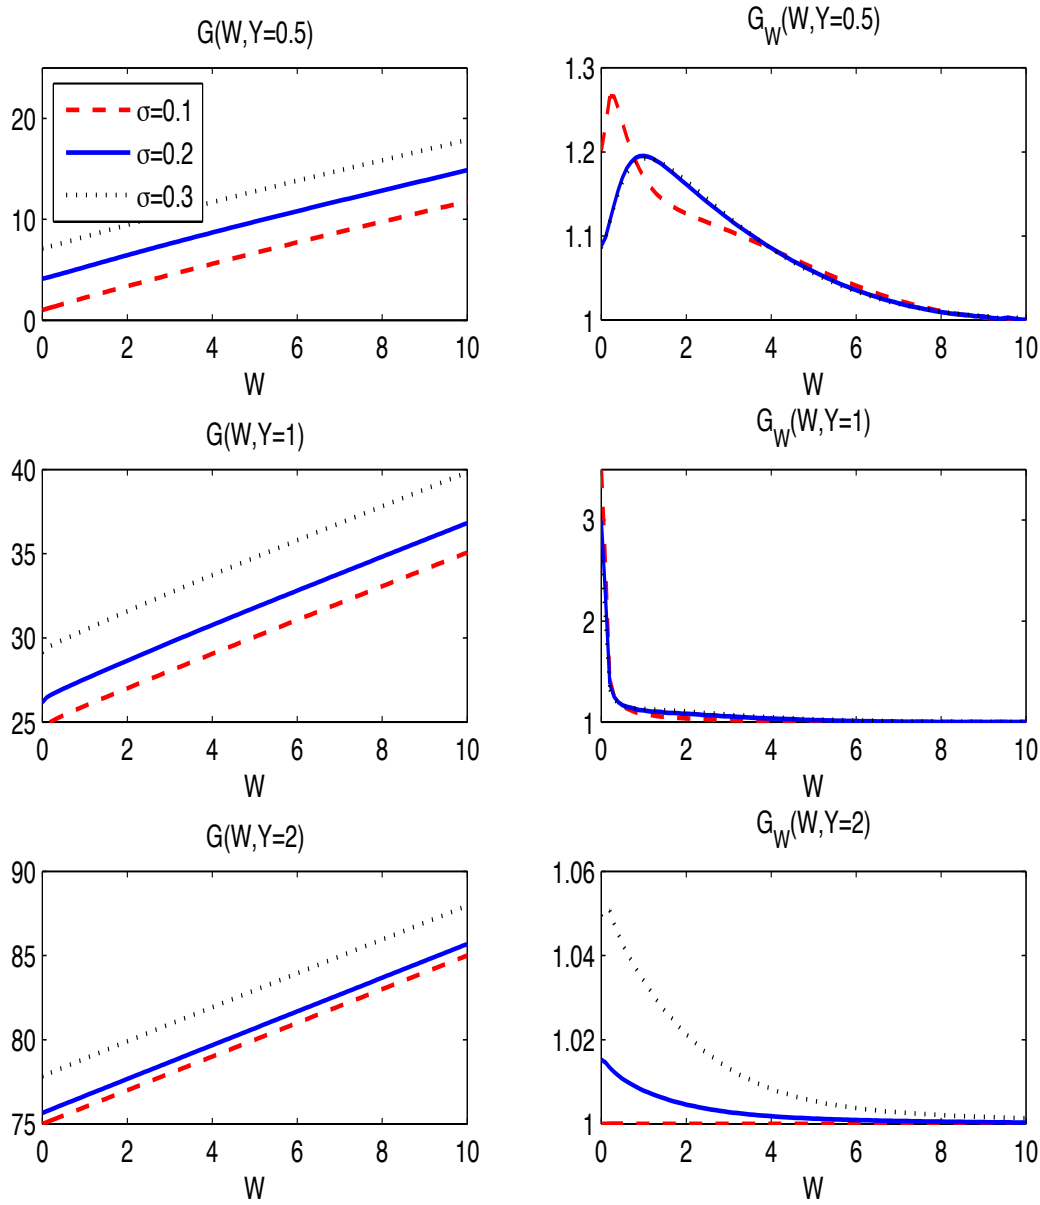 G(W,Y=0.5)
20
10
0
0 2 4 6 8 10
W
σ=0.1
σ=0.2
σ=0.3
G_W(W,Y=0.5)
1.3
1.2
1.1
1
0 2 4 6 8 10
W
G(W,Y=1)
40
35
30
25
0 2 4 6 8 10
W
G_W(W,Y=1)
3
2
1
0 2 4 6 8 10
W
G(W,Y=2)
90
85
80
75
0 2 4 6 8 10
W
G_W(W,Y=2)
1.06
1.04
1.02
1
0 2 4 6 8 10
W